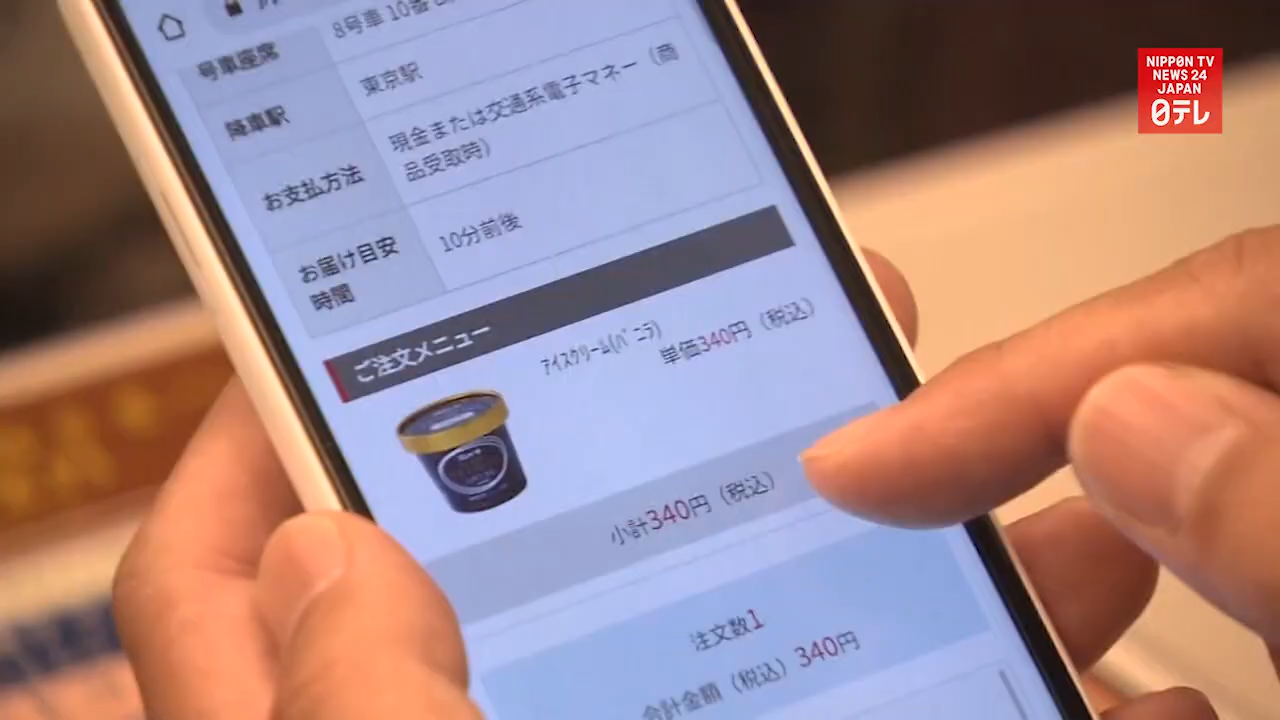 8号車 10番
号車座席
東京駅
降車駅
現金または交通系電子マネー（商
品受取時）
お支払方法
10分前後
お届け目安
時間
ご注文メニュー
ｱｲｽｸﾘｰﾑ(ﾊﾞﾆﾗ)
単価340円（税込）
小計340円（税込）
注文数1
合計金額（税込）340円
NIPPON TV
NEWS 24
JAPAN
日テレ